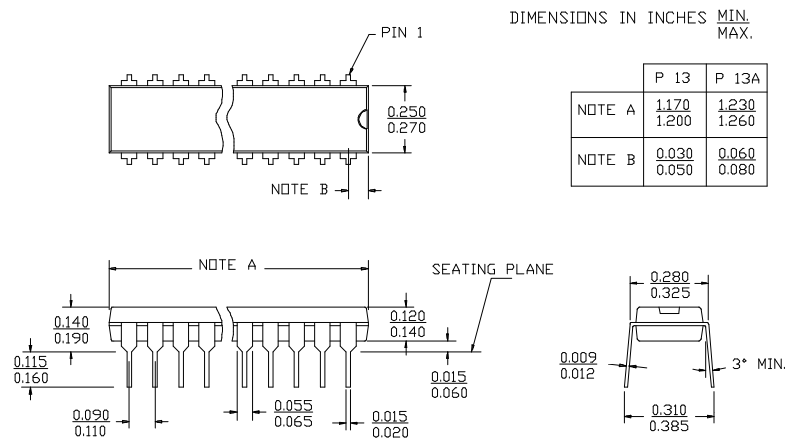 DIMENSIONS IN INCHES MIN.
MAX.
PIN 1
P 13 P 13A
NOTE A 1.170 1.230
1.200 1.260
NOTE B 0.030 0.060
0.050 0.080
0.250
0.270
NOTE B
NOTE A
SEATING PLANE
0.280
0.325
0.140
0.190
0.120
0.140
0.115
0.160
0.015
0.060
0.009
0.012
3° MIN.
0.090
0.110
0.055
0.065
0.015
0.020
0.310
0.385